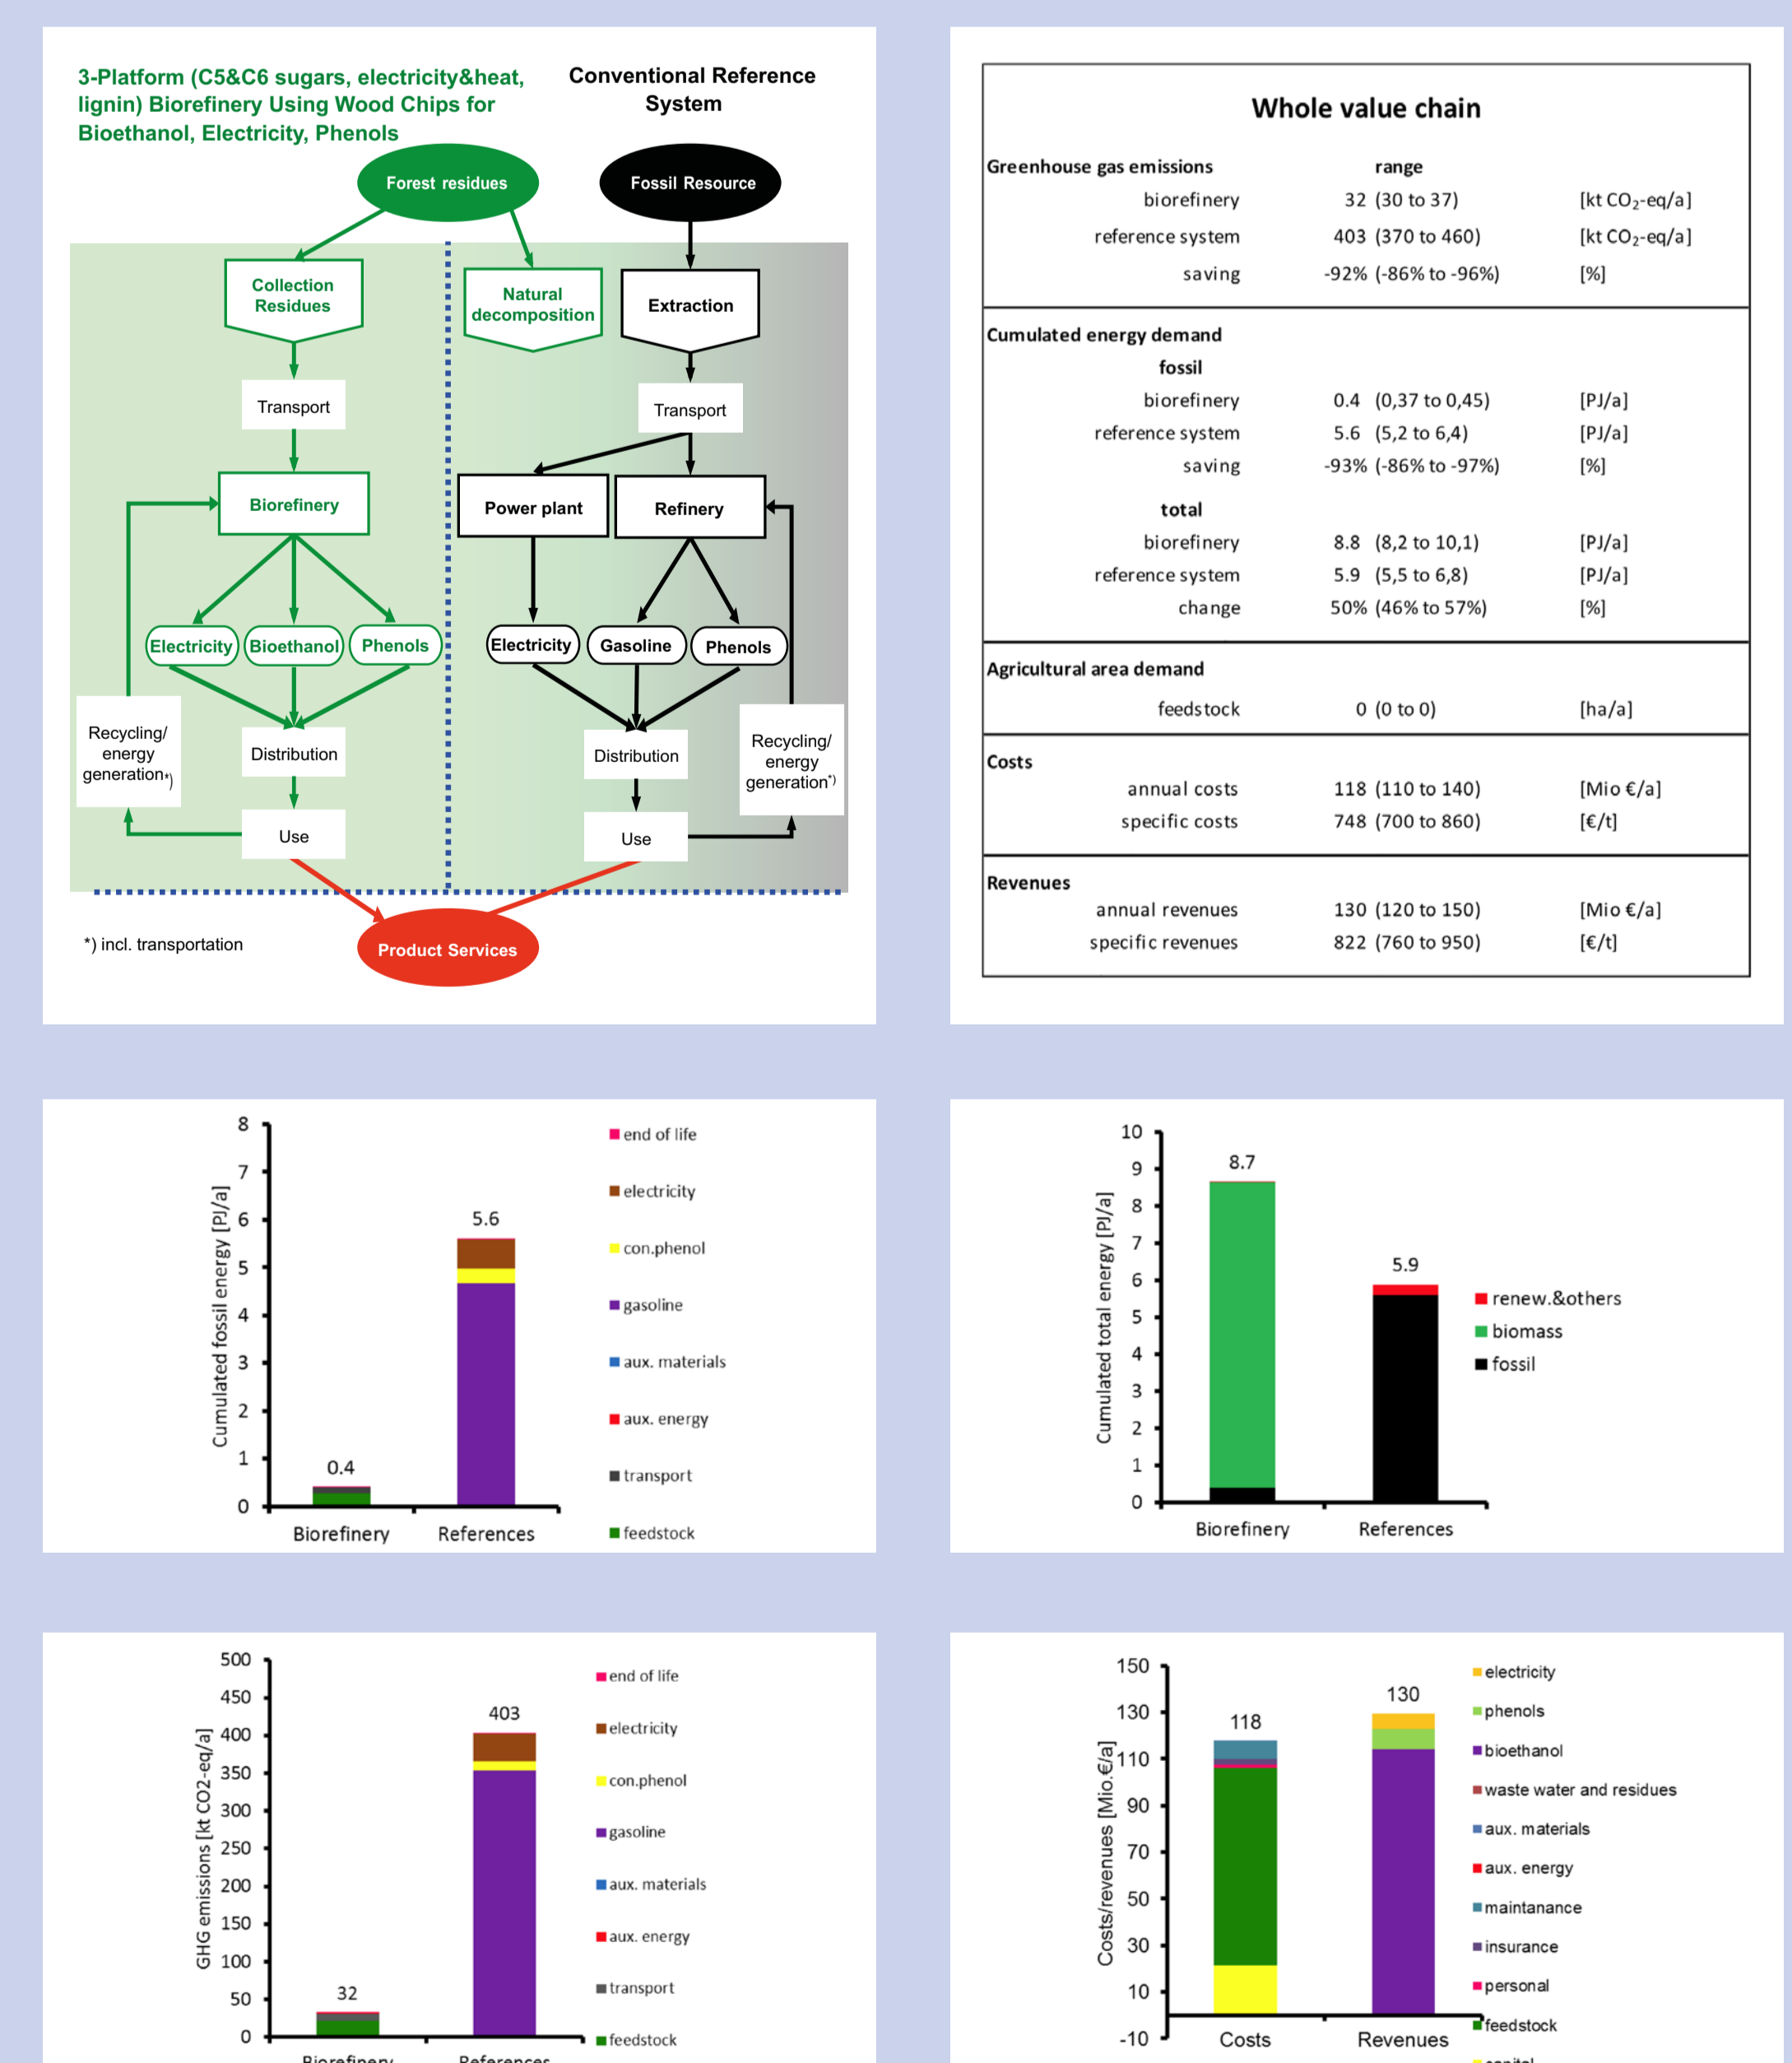 3-Platform (C5&C6 sugars, electricity&heat,
lignin) Biorefinery Using Wood Chips for
Bioethanol, Electricity, Phenols
Conventional Reference
System
Forest residues
Fossil Resource
Collection
Residues
Natural
decomposition
Extraction
Transport
Transport
Biorefinery
Power plant
Refinery
Electricity
Bioethanol
Phenols
Electricity
Gasoline
Phenols
Recycling/
energy
generation*)
Distribution
Distribution
Recycling/
energy
generation*)
Use
Use
*) incl. transportation
Product Services
Whole value chain
Greenhouse gas emissions range
biorefinery 32 (30 to 37) [kt CO₂-eq/a]
reference system 403 (370 to 460) [kt CO₂-eq/a]
saving -92% (-86% to -96%) [%]
Cumulated energy demand
fossil
biorefinery 0.4 (0,37 to 0,45) [PJ/a]
reference system 5.6 (5,2 to 6,4) [PJ/a]
saving -93% (-86% to -97%) [%]
total
biorefinery 8.8 (8,2 to 10,1) [PJ/a]
reference system 5.9 (5,5 to 6,8) [PJ/a]
change 50% (46% to 57%) [%]
Agricultural area demand
feedstock 0 (0 to 0) [ha/a]
Costs
annual costs 118 (110 to 140) [Mio €/a]
specific costs 748 (700 to 860) [€/t]
Revenues
annual revenues 130 (120 to 150) [Mio €/a]
specific revenues 822 (760 to 950) [€/t]
Cumulated fossil energy [PJ/a]
8
7
6
5
4
3
2
1
0
0.4
5.6
Biorefinery
References
end of life
electricity
con.phenol
gasoline
aux. materials
aux. energy
transport
feedstock
Cumulated total energy [PJ/a]
10
9
8
7
6
5
4
3
2
1
0
8.7
5.9
Biorefinery
References
renew.&others
biomass
fossil
GHG emissions [kt CO2-eq/a]
500
450
400
350
300
250
200
150
100
50
0
32
403
Biorefinery
References
end of life
electricity
con.phenol
gasoline
aux. materials
aux. energy
transport
feedstock
Costs/revenues [Mio.€/a]
150
130
110
90
70
50
30
10
-10
118
130
Costs
Revenues
electricity
phenols
bioethanol
waste water and residues
aux. materials
aux. energy
maintanance
insurance
personal
feedstock
capital